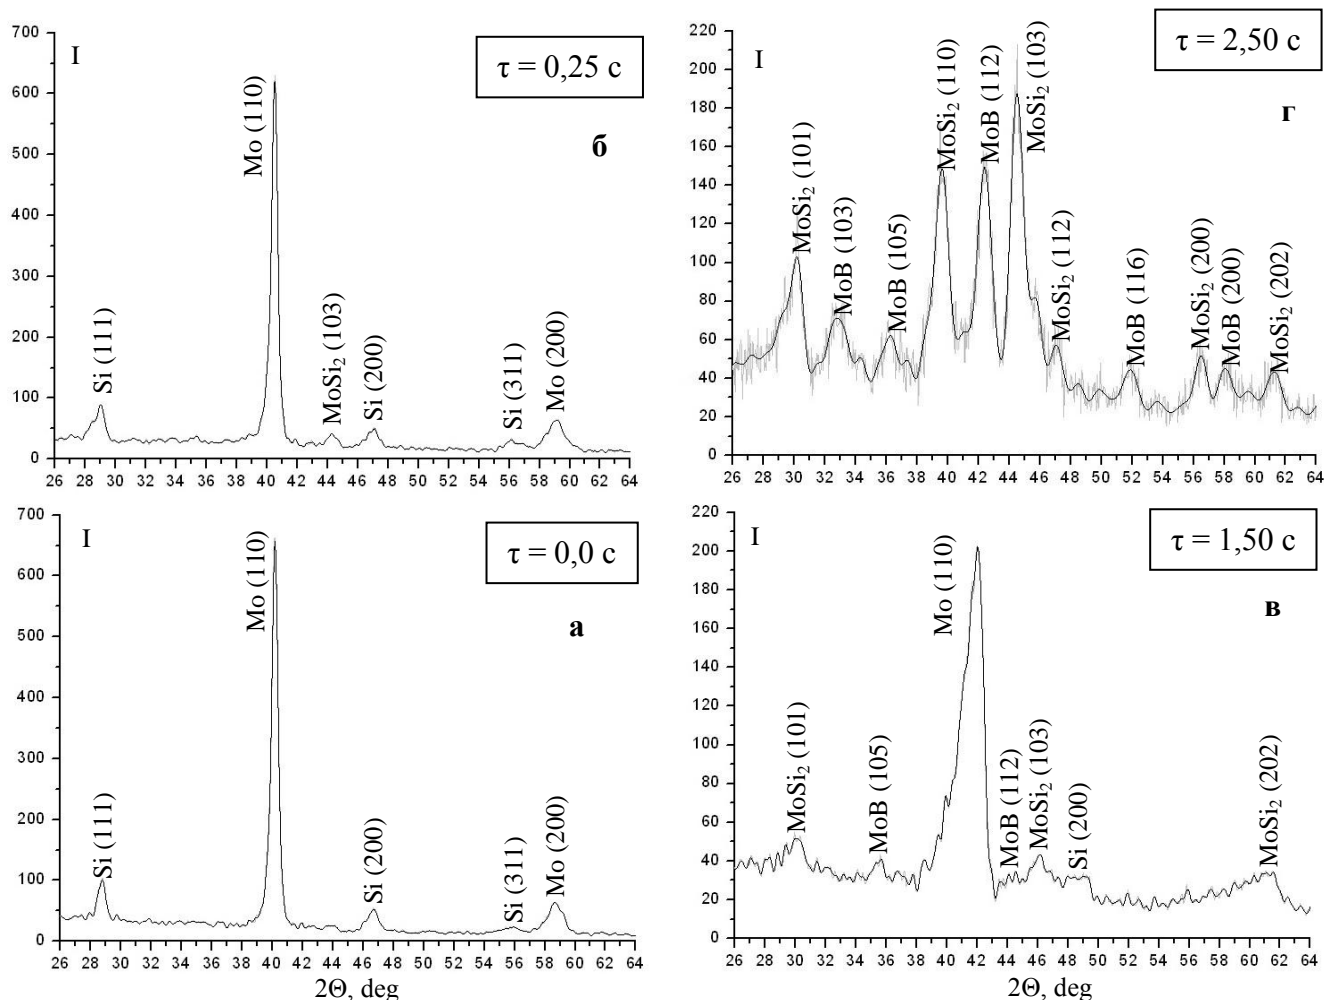 I
τ = 0,25 с
б
700
600
500
400
300
200
100
0
Si (111)
Mo (110)
MoSi₂ (103)
Si (200)
Si (311)
Mo (200)
26 28 30 32 34 36 38 40 42 44 46 48 50 52 54 56 58 60 62 64
I
τ = 2,50 с
г
220
200
180
160
140
120
100
80
60
40
20
0
MoSi₂ (101)
MoB (103)
MoB (105)
MoSi₂ (110)
MoB (112)
MoSi₂ (103)
MoSi₂ (112)
MoB (116)
MoSi₂ (200)
MoB (200)
MoSi₂ (202)
26 28 30 32 34 36 38 40 42 44 46 48 50 52 54 56 58 60 62 64
I
τ = 0,0 с
а
700
600
500
400
300
200
100
0
Si (111)
Mo (110)
Si (200)
Si (311)
Mo (200)
26 28 30 32 34 36 38 40 42 44 46 48 50 52 54 56 58 60 62 64
2Θ, deg
I
τ = 1,50 с
в
220
200
180
160
140
120
100
80
60
40
20
0
MoSi₂ (101)
MoB (105)
Mo (110)
MoB (112)
MoSi₂ (103)
Si (200)
MoSi₂ (202)
26 28 30 32 34 36 38 40 42 44 46 48 50 52 54 56 58 60 62 64
2Θ, deg